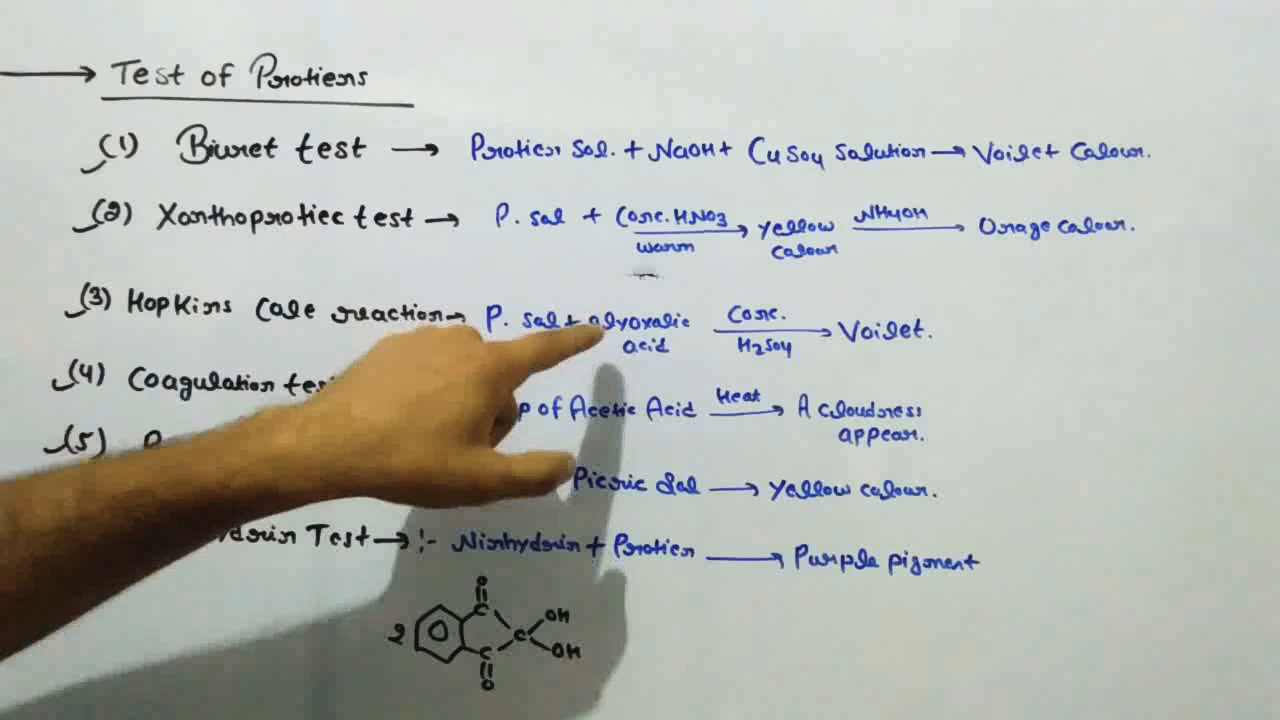 Test of Protiens
(1) Biuret test → Protien Sol. + NaOH + CuSO4 Solution → Voilet Colour.
(2) Xanthoprotiec test → P. sol + Conc. HNO3 → warm yellow colour NH4OH → Orage colour.
(3) Hopkins Cale reaction → P. sol + glyoxalic acid Conc. H2SO4 → Voilet.
(4) Coagulation tes of Acetic Acid Heat → A cloudness appear.
(5) Picric Sol → yellow colour.
Test → :- Ninhydrin + Protien → Purple pigment
2 O C C OH OH C O